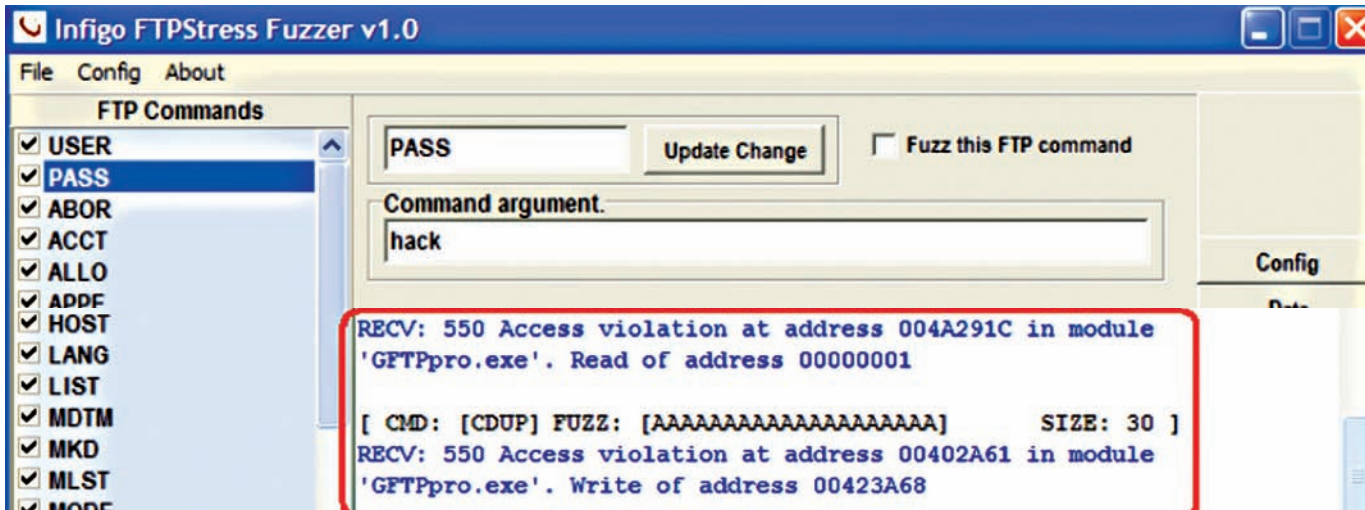 Infigo FTPStress Fuzzer v1.0
File Config About
FTP Commands
USER
PASS
ABOR
ACCT
ALLO
APPE
HOST
LANG
LIST
MDTM
MKD
MLST
MODE
PASS
Update Change
Fuzz this FTP command
Command argument.
hack
Config
Data
RECV: 550 Access violation at address 004A291C in module
'GFTPpro.exe'. Read of address 00000001
[ CMD: [CDUP] FUZZ: [AAAAAAAAAAAAAAAAAAAA] SIZE: 30 ]
RECV: 550 Access violation at address 00402A61 in module
'GFTPpro.exe'. Write of address 00423A68